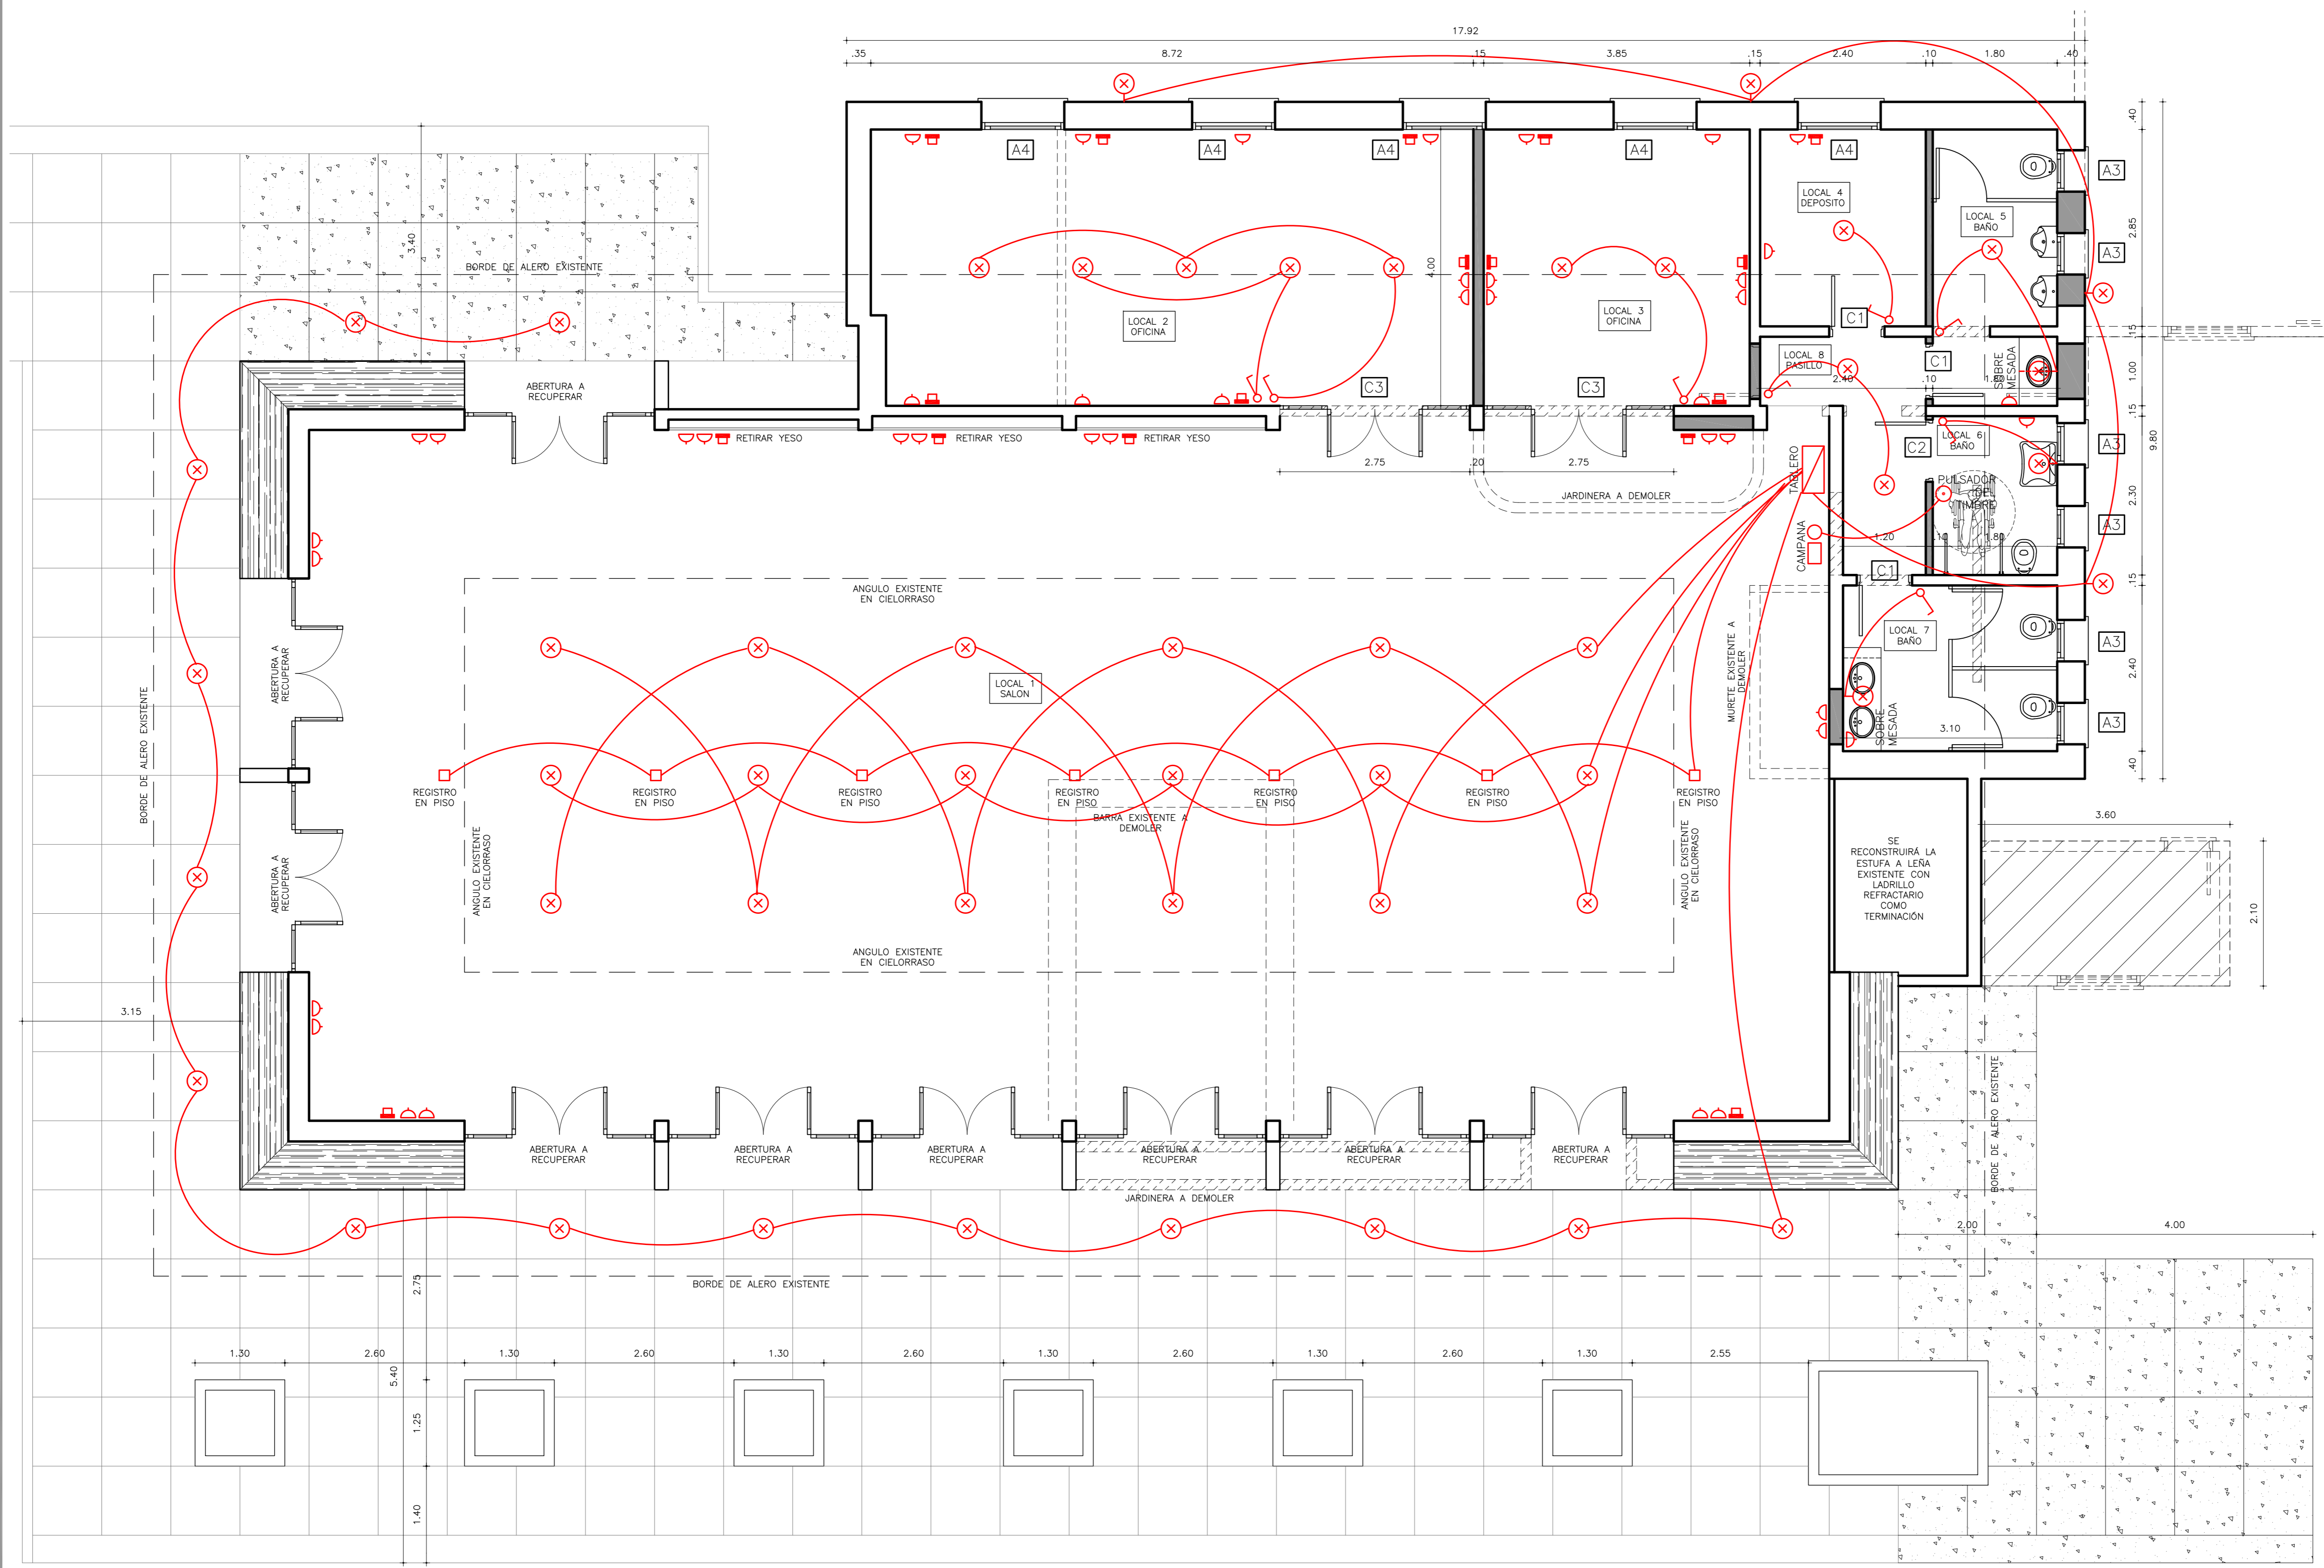 17.92
.35
8.72
.15
3.85
.15
2.40
.10
1.80
.40
.40
A4
A4
A4
A4
A4
A3
LOCAL 4
DEPOSITO
LOCAL 5
BAÑO
2.85
3.40
BORDE DE ALERO EXISTENTE
4.00
A3
LOCAL 2
OFICINA
LOCAL 3
OFICINA
C1
.15
LOCAL 8
PASILLO
C1
SOBRE
MESADA
1.00
ABERTURA A
RECUPERAR
C3
C3
2.40
.10
1.80
.15
RETIRAR YESO
RETIRAR YESO
RETIRAR YESO
C2
LOCAL 6
BAÑO
A3
9.80
2.75
.20
2.75
TABLERO
JARDINERA A DEMOLER
PULSADOR
DEL
TIMBRE
2.30
A3
CAMPANA
1.20
.10
1.80
C1
.15
ANGULO EXISTENTE
EN CIELORRASO
LOCAL 7
BAÑO
A3
MURETE EXISTENTE A
DEMOLER
2.40
ABERTURA A
RECUPERAR
LOCAL 1
SALON
BORDE DE ALERO EXISTENTE
SOBRE
MESADA
3.10
A3
.40
REGISTRO
EN PISO
REGISTRO
EN PISO
REGISTRO
EN PISO
REGISTRO
EN PISO
REGISTRO
EN PISO
REGISTRO
EN PISO
REGISTRO
EN PISO
BARRA EXISTENTE A
DEMOLER
3.60
ABERTURA A
RECUPERAR
ANGULO EXISTENTE
EN CIELORRASO
ANGULO EXISTENTE
EN CIELORRASO
SE
RECONSTRUIRÁ LA
ESTUFA A LEÑA
EXISTENTE CON
LADRILLO
REFRACTARIO
COMO
TERMINACIÓN
2.10
ANGULO EXISTENTE
EN CIELORRASO
3.15
BORDE DE ALERO EXISTENTE
ABERTURA A
RECUPERAR
ABERTURA A
RECUPERAR
ABERTURA A
RECUPERAR
ABERTURA A
RECUPERAR
ABERTURA A
RECUPERAR
ABERTURA A
RECUPERAR
JARDINERA A DEMOLER
2.00
4.00
BORDE DE ALERO EXISTENTE
2.75
1.30
2.60
1.30
2.60
1.30
2.60
1.30
2.60
1.30
2.60
1.30
2.55
5.40
1.25
1.40